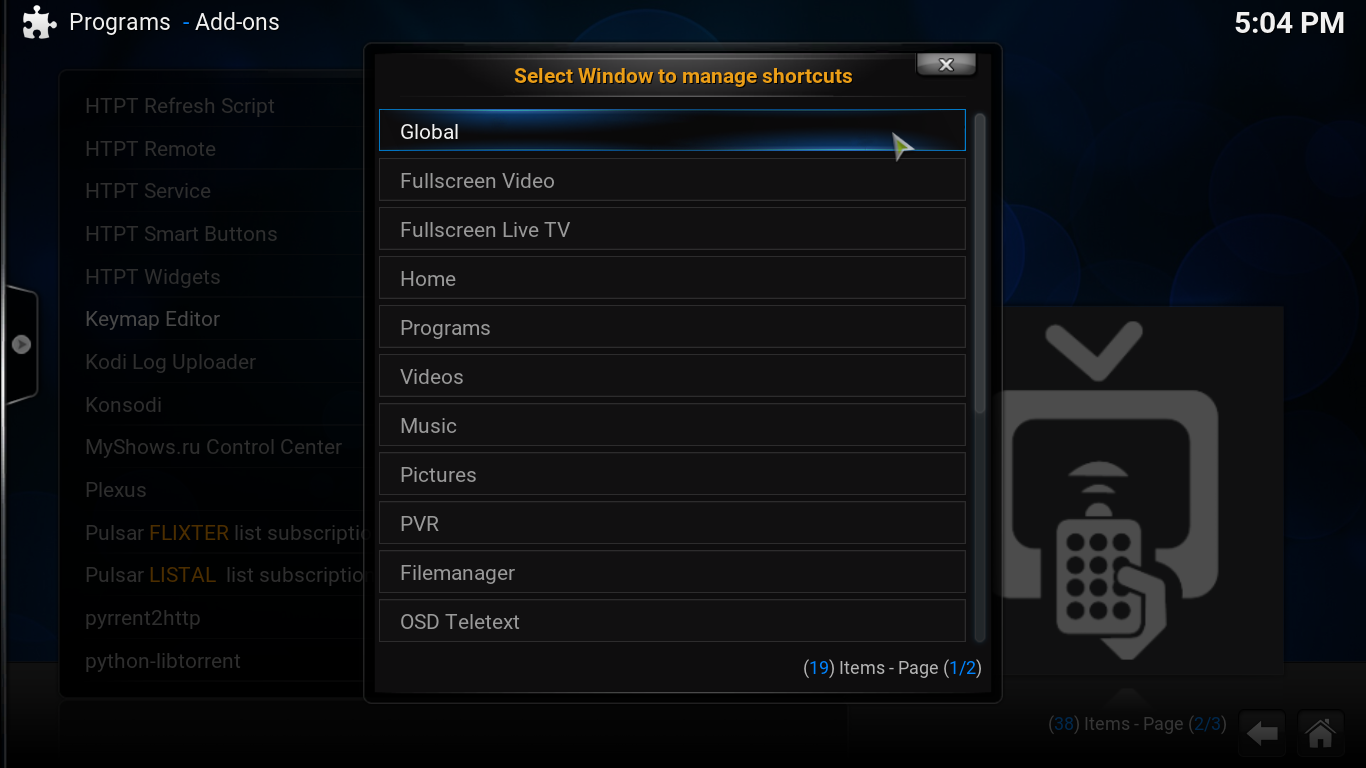 Programs - Add-ons
5:04 PM
HTPT Refresh Script
HTPT Remote
HTPT Service
HTPT Smart Buttons
HTPT Widgets
Keymap Editor
Kodi Log Uploader
Konsodi
MyShows.ru Control Center
Plexus
Pulsar FLIXTER list subscriptio
Pulsar LISTAL list subscription
pyrrent2http
python-libtorrent
Select Window to manage shortcuts
Global
Fullscreen Video
Fullscreen Live TV
Home
Programs
Videos
Music
Pictures
PVR
Filemanager
OSD Teletext
(19) Items - Page (1/2)
(38) Items - Page (2/3)